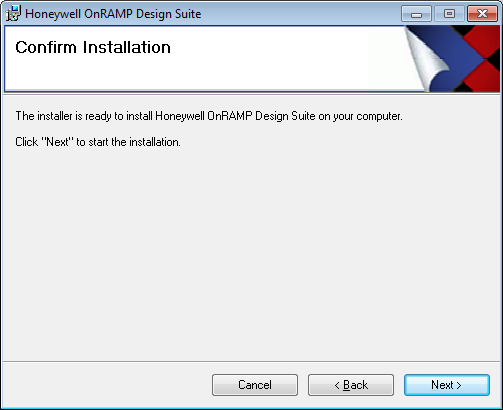 Honeywell OnRAMP Design Suite
Confirm Installation
The installer is ready to install Honeywell OnRAMP Design Suite on your computer.
Click "Next" to start the installation.
Cancel
< Back
Next >